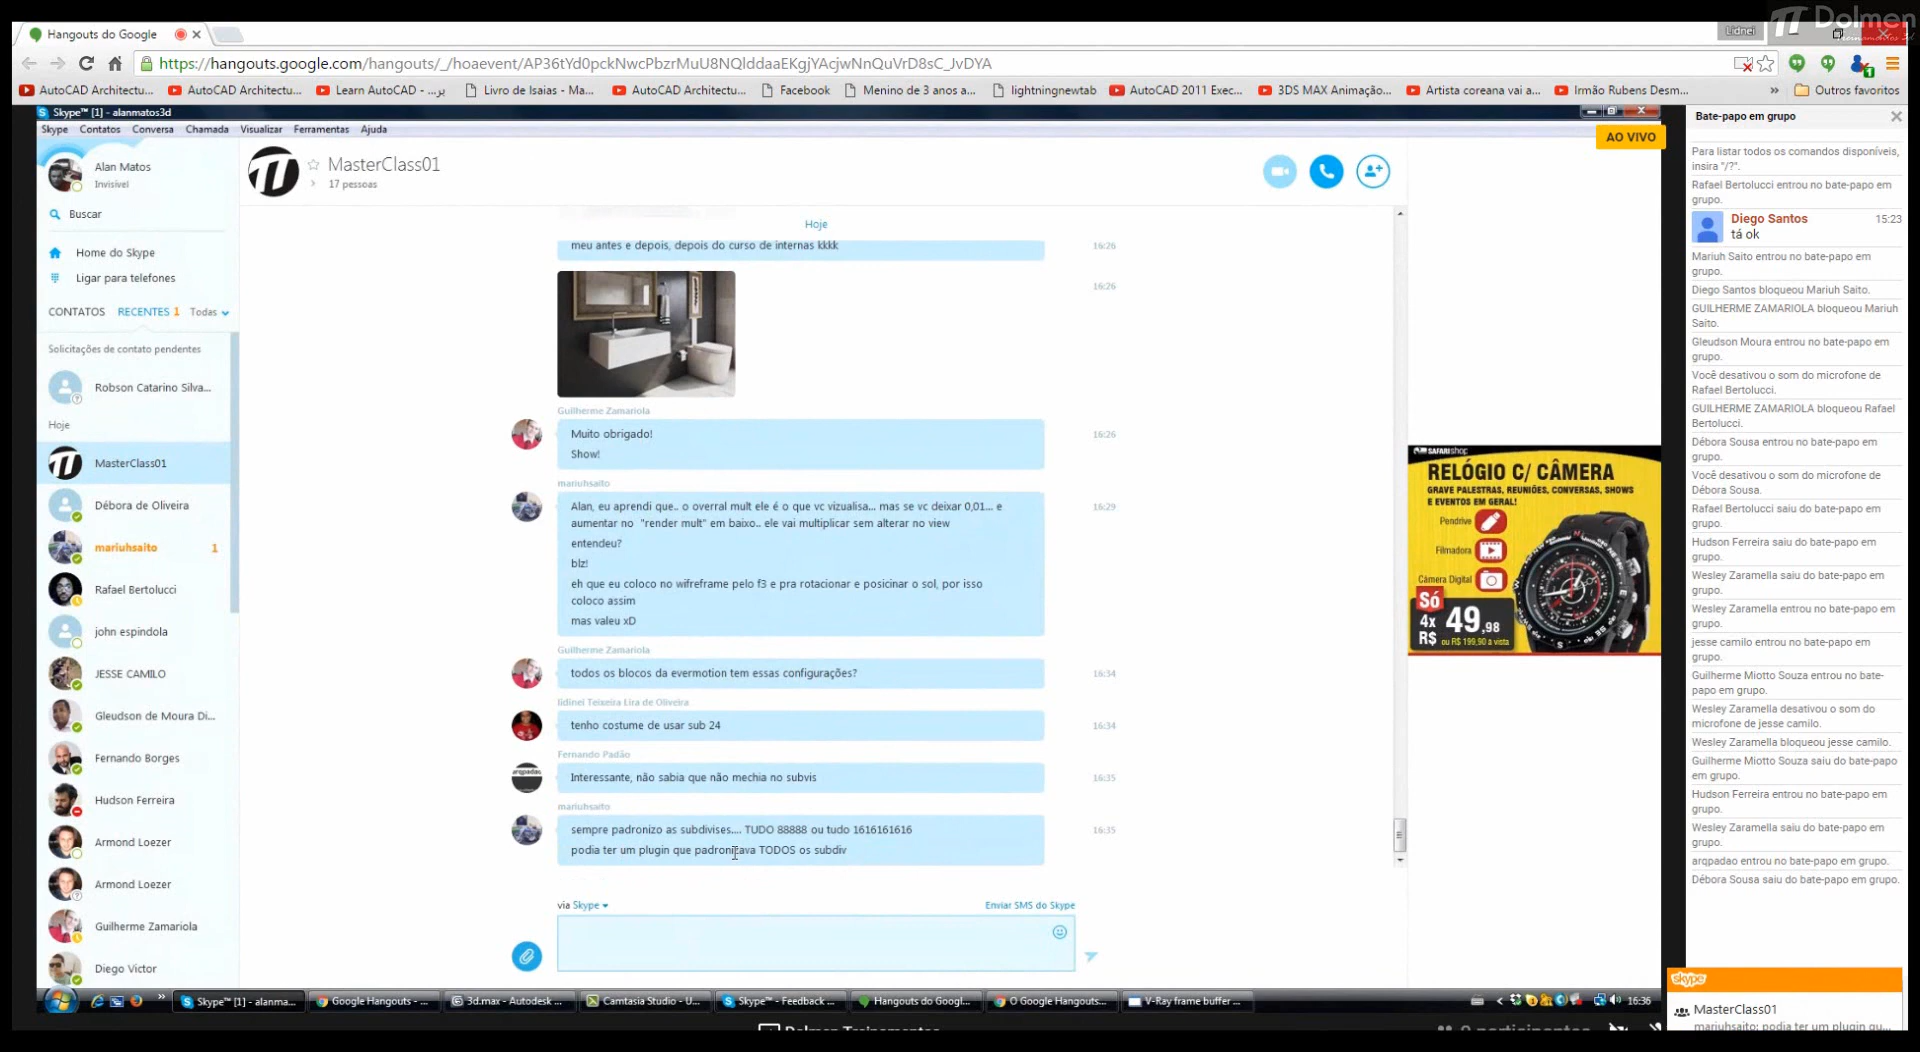 Hangouts do Google
Lidnei
Dolmen
https://hangouts.google.com/hangouts/_/hoaevent/AP36tYd0pckNwcPbzrMuU8NQlddaaEKgjYAcjwNnQuVrD8sC_JvDYA
AutoCAD Architectu...
AutoCAD Architectu...
Learn AutoCAD - ...
Livro de Isaias - Ma...
AutoCAD Architectu...
Facebook
Menino de 3 anos a...
lightningnewtab
AutoCAD 2011 Exec...
3DS MAX Animação...
Artista coreana vai a...
Irmão Rubens Desm...
»
Outros favoritos
Skype™ [1] - alanmatos3d
Skype Contatos Conversa Chamada Visualizar Ferramentas Ajuda
Alan Matos
Invisível
Buscar
Home do Skype
Ligar para telefones
CONTATOS RECENTES 1 Todas
Solicitações de contato pendentes
Robson Catarino Silva...
Hoje
MasterClass01
Débora de Oliveira
mariuhsaito 1
Rafael Bertolucci
john espindola
JESSE CAMILO
Gleudson de Moura Di...
Fernando Borges
Hudson Ferreira
Armond Loezer
Armond Loezer
Guilherme Zamariola
Diego Victor
MasterClass01
17 pessoas
Hoje
meu antes e depois, depois do curso de internas kkkk 16:26
16:26
Guilherme Zamariola
Muito obrigado! 16:26
Show!
mariuhsaito
Alan, eu aprendi que.. o overral mult ele é o que vc vizualisa... mas se vc deixar 0,01... e 16:29
aumentar no "render mult" em baixo.. ele vai multiplicar sem alterar no view
entendeu?
blz!
eh que eu coloco no wifreframe pelo f3 e pra rotacionar e posicinar o sol, por isso
coloco assim
mas valeu xD
Guilherme Zamariola
todos os blocos da evermotion tem essas configurações? 16:34
lidinei Teixeira Lira de Oliveira
tenho costume de usar sub 24 16:34
Fernando Padão
Interessante, não sabia que não mechia no subvis 16:35
mariuhsaito
sempre padronizo as subdivises.... TUDO 88888 ou tudo 1616161616 16:35
podia ter um plugin que padronizava TODOS os subdiv
via Skype
Enviar SMS do Skype
AO VIVO
SAFARIshop
RELÓGIO C/ CÂMERA
GRAVE PALESTRAS, REUNIÕES, CONVERSAS, SHOWS
E EVENTOS EM GERAL!
Pendrive
Filmadora
Câmera Digital
Só
4x 49,98
R$ ou R$ 199,90 à vista
Bate-papo em grupo
Para listar todos os comandos disponíveis,
insira "/?".
Rafael Bertolucci entrou no bate-papo em
grupo.
Diego Santos 15:23
tá ok
Mariuh Saito entrou no bate-papo em
grupo.
Diego Santos bloqueou Mariuh Saito.
GUILHERME ZAMARIOLA bloqueou Mariuh
Saito.
Gleudson Moura entrou no bate-papo em
grupo.
Você desativou o som do microfone de
Rafael Bertolucci.
GUILHERME ZAMARIOLA bloqueou Rafael
Bertolucci.
Débora Sousa entrou no bate-papo em
grupo.
Você desativou o som do microfone de
Débora Sousa.
Rafael Bertolucci saiu do bate-papo em
grupo.
Hudson Ferreira saiu do bate-papo em
grupo.
Wesley Zaramella saiu do bate-papo em
grupo.
Wesley Zaramella entrou no bate-papo em
grupo.
jesse camilo entrou no bate-papo em
grupo.
Guilherme Miotto Souza entrou no bate-
papo em grupo.
Wesley Zaramella desativou o som do
microfone de jesse camilo.
Wesley Zaramella bloqueou jesse camilo.
Guilherme Miotto Souza saiu do bate-papo
em grupo.
Hudson Ferreira entrou no bate-papo em
grupo.
Wesley Zaramella saiu do bate-papo em
grupo.
arqpadao entrou no bate-papo em grupo.
Débora Sousa saiu do bate-papo em grupo.
skype
MasterClass01
mariuhsaito: podia ter um plugin qu...
» Skype™ [1] - alanma...
Google Hangouts - ...
3d.max - Autodesk ...
Camtasia Studio - U...
Skype™ - Feedback ...
Hangouts do Googl...
O Google Hangouts...
V-Ray frame buffer ...
16:36
Dolmen Treinamentos
0 participantes